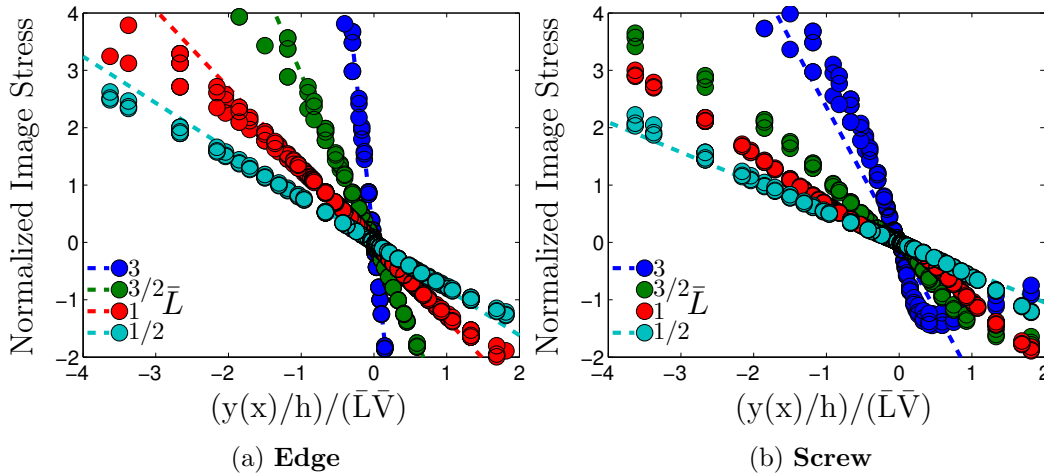 Normalized Image Stress
4
3
2
1
0
−1
−2
3
3/2
1
1/2
L̄
−4 −3 −2 −1 0 1 2
(y(x)/h)/(L̄V̄)
(a) Edge
Normalized Image Stress
4
3
2
1
0
−1
−2
3
3/2
1
1/2
L̄
−4 −3 −2 −1 0 1 2
(y(x)/h)/(L̄V̄)
(b) Screw